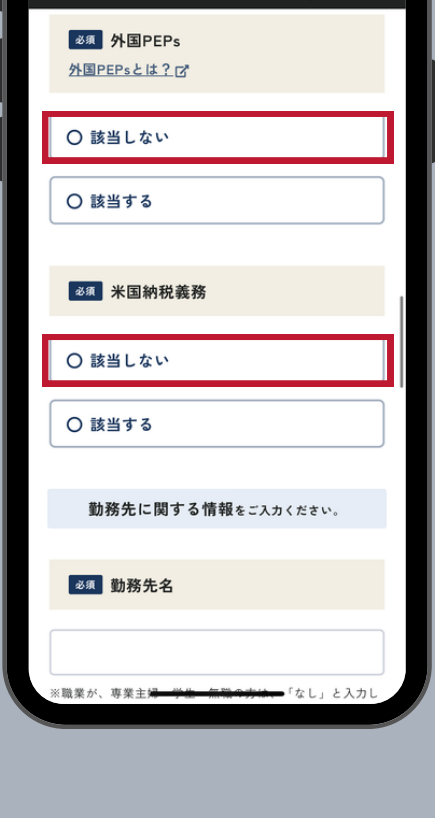 必須 外国PEPs
外国PEPsとは？
該当しない
該当する
必須 米国納税義務
該当しない
該当する
勤務先に関する情報をご入力ください。
必須 勤務先名
※職業が、専業主婦・学生・無職の方は、「なし」と入力し